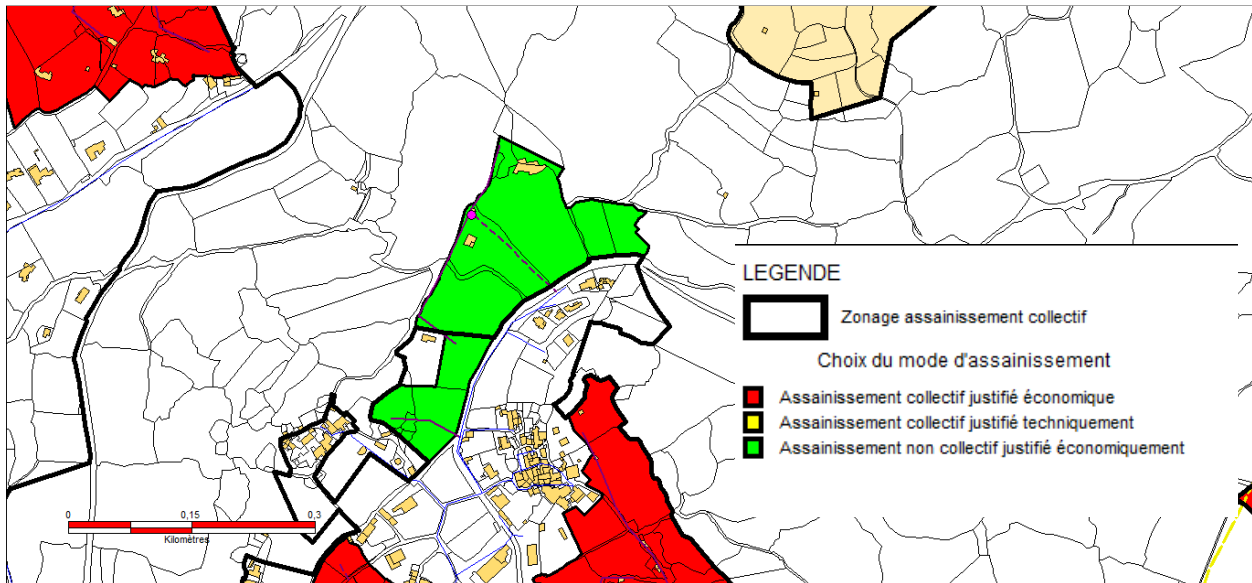 LEGENDE
Zonage assainissement collectif
Choix du mode d'assainissement
Assainissement collectif justifié économique
Assainissement collectif justifié techniquement
Assainissement non collectif justifié économiquement
0 0,15 0,3
Kilomètres